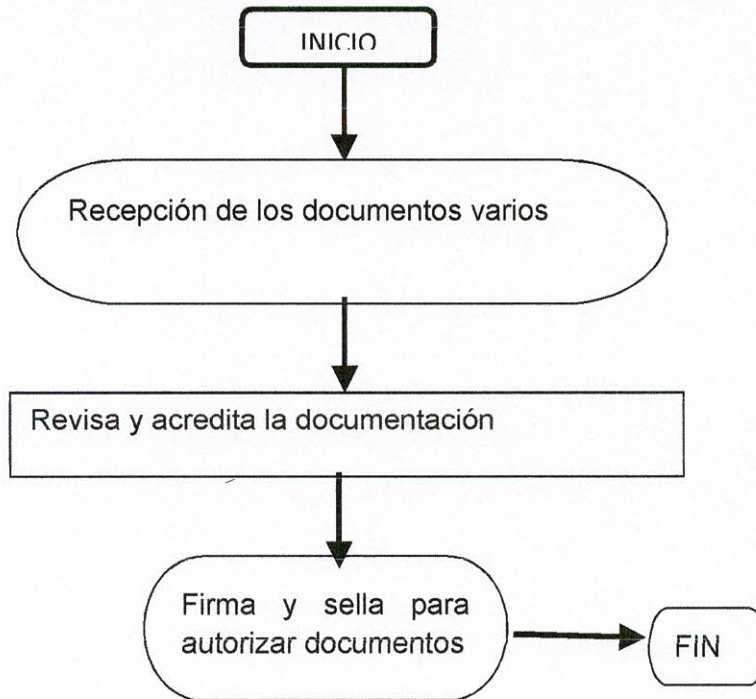 INICIO
Recepción de los documentos varios
Revisa y acredita la documentación
Firma y sella para
autorizar documentos
FIN